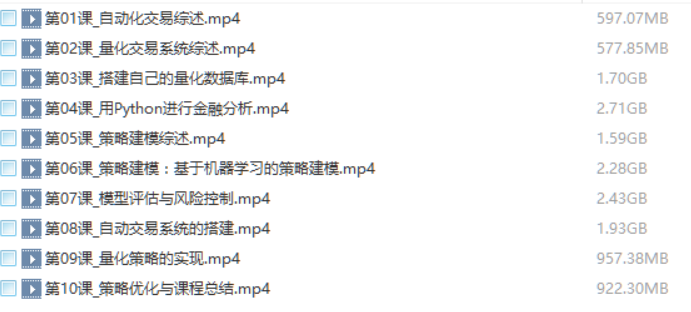 第01课_自动化交易综述.mp4 597.07MB
第02课_量化交易系统综述.mp4 577.85MB
第03课_搭建自己的量化数据库.mp4 1.70GB
第04课_用Python进行金融分析.mp4 2.71GB
第05课_策略建模综述.mp4 1.59GB
第06课_策略建模：基于机器学习的策略建模.mp4 2.28GB
第07课_模型评估与风险控制.mp4 2.43GB
第08课_自动交易系统的搭建.mp4 1.93GB
第09课_量化策略的实现.mp4 957.38MB
第10课_策略优化与课程总结.mp4 922.30MB